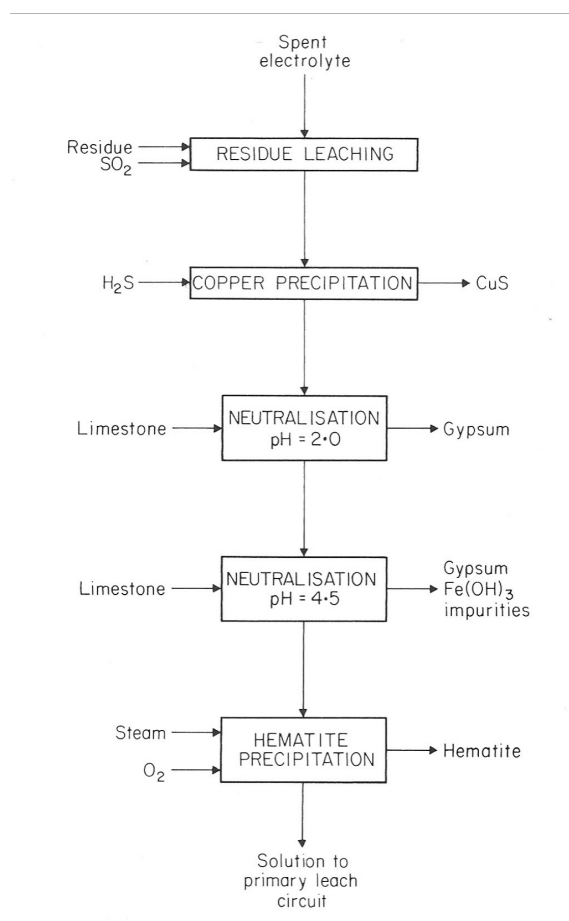 Spent
electrolyte
Residue
SO₂
RESIDUE LEACHING
H₂S
COPPER PRECIPITATION
CuS
Limestone
NEUTRALISATION
pH = 2·0
Gypsum
Limestone
NEUTRALISATION
pH = 4·5
Gypsum
Fe(OH)₃
impurities
Steam
O₂
HEMATITE
PRECIPITATION
Hematite
Solution to
primary leach
circuit